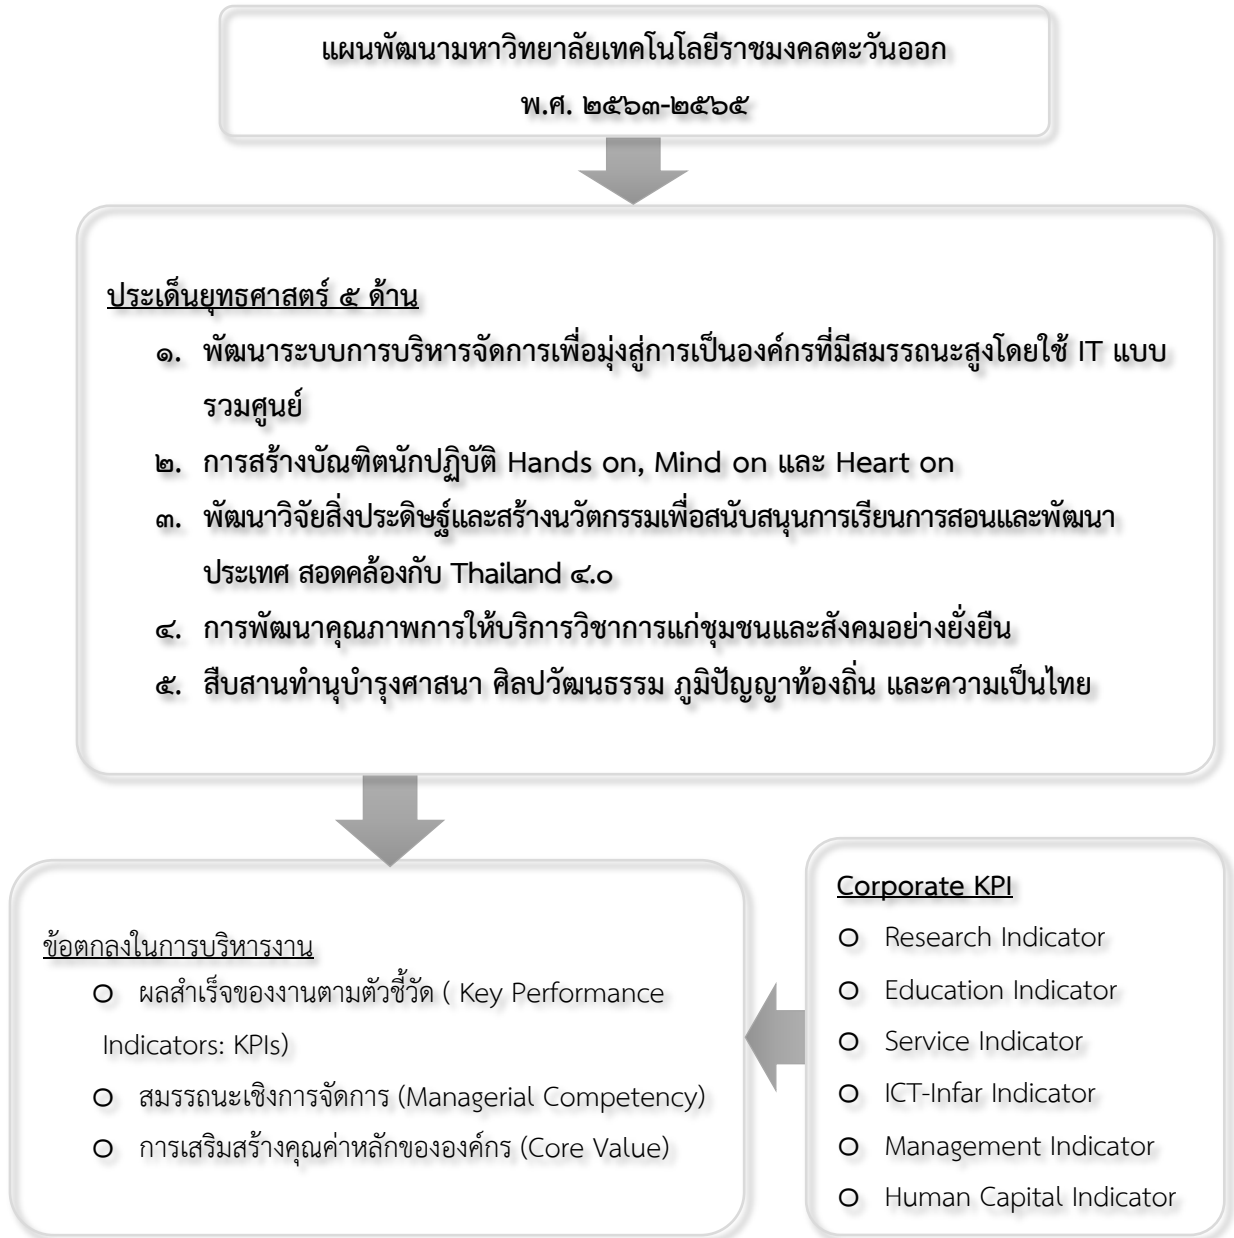 แผนพัฒนามหาวิทยาลัยเทคโนโลยีราชมงคลตะวันออก
พ.ศ. ๒๕๖๓-๒๕๖๕
ประเด็นยุทธศาสตร์ ๕ ด้าน
๑. พัฒนาระบบการบริหารจัดการเพื่อมุ่งสู่การเป็นองค์กรที่มีสมรรถนะสูงโดยใช้ IT แบบ
รวมศูนย์
๒. การสร้างบัณฑิตนักปฏิบัติ Hands on, Mind on และ Heart on
๓. พัฒนาวิจัยสิ่งประดิษฐ์และสร้างนวัตกรรมเพื่อสนับสนุนการเรียนการสอนและพัฒนา
ประเทศ สอดคล้องกับ Thailand ๔.๐
๔. การพัฒนาคุณภาพการให้บริการวิชาการแก่ชุมชนและสังคมอย่างยั่งยืน
๕. สืบสานทำนุบำรุงศาสนา ศิลปวัฒนธรรม ภูมิปัญญาท้องถิ่น และความเป็นไทย
ข้อตกลงในการบริหารงาน
o ผลสำเร็จของงานตามตัวชี้วัด ( Key Performance
Indicators: KPIs)
o สมรรถนะเชิงการจัดการ (Managerial Competency)
o การเสริมสร้างคุณค่าหลักขององค์กร (Core Value)
Corporate KPI
o Research Indicator
o Education Indicator
o Service Indicator
o ICT-Infar Indicator
o Management Indicator
o Human Capital Indicator